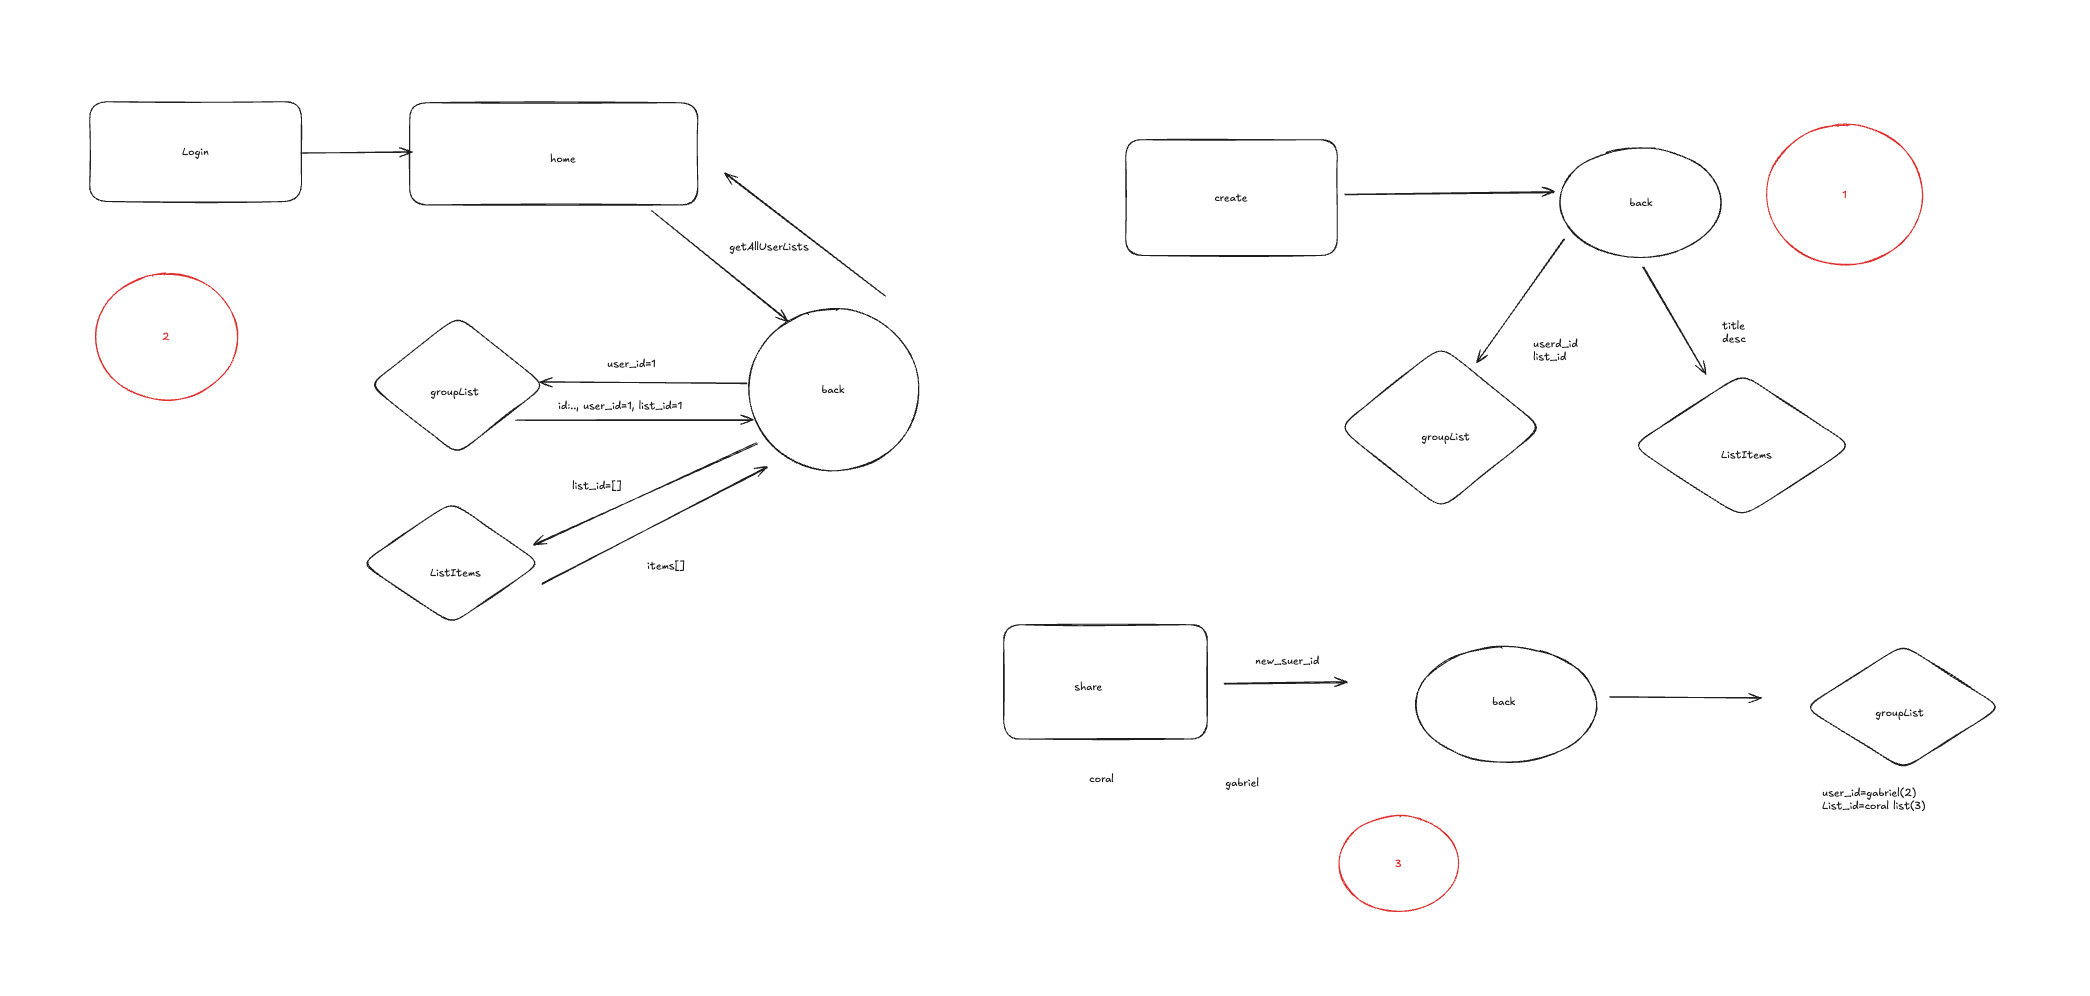 Login
home
getAllUserLists
2
user_id=1
groupList
back
id:.., user_id=1, list_id=1
list_id=[]
ListItems
items[]
create
back
1
title
desc
userd_id
list_id
groupList
ListItems
share
new_suer_id
back
groupList
coral
gabriel
user_id=gabriel(2)
List_id=coral list(3)
3